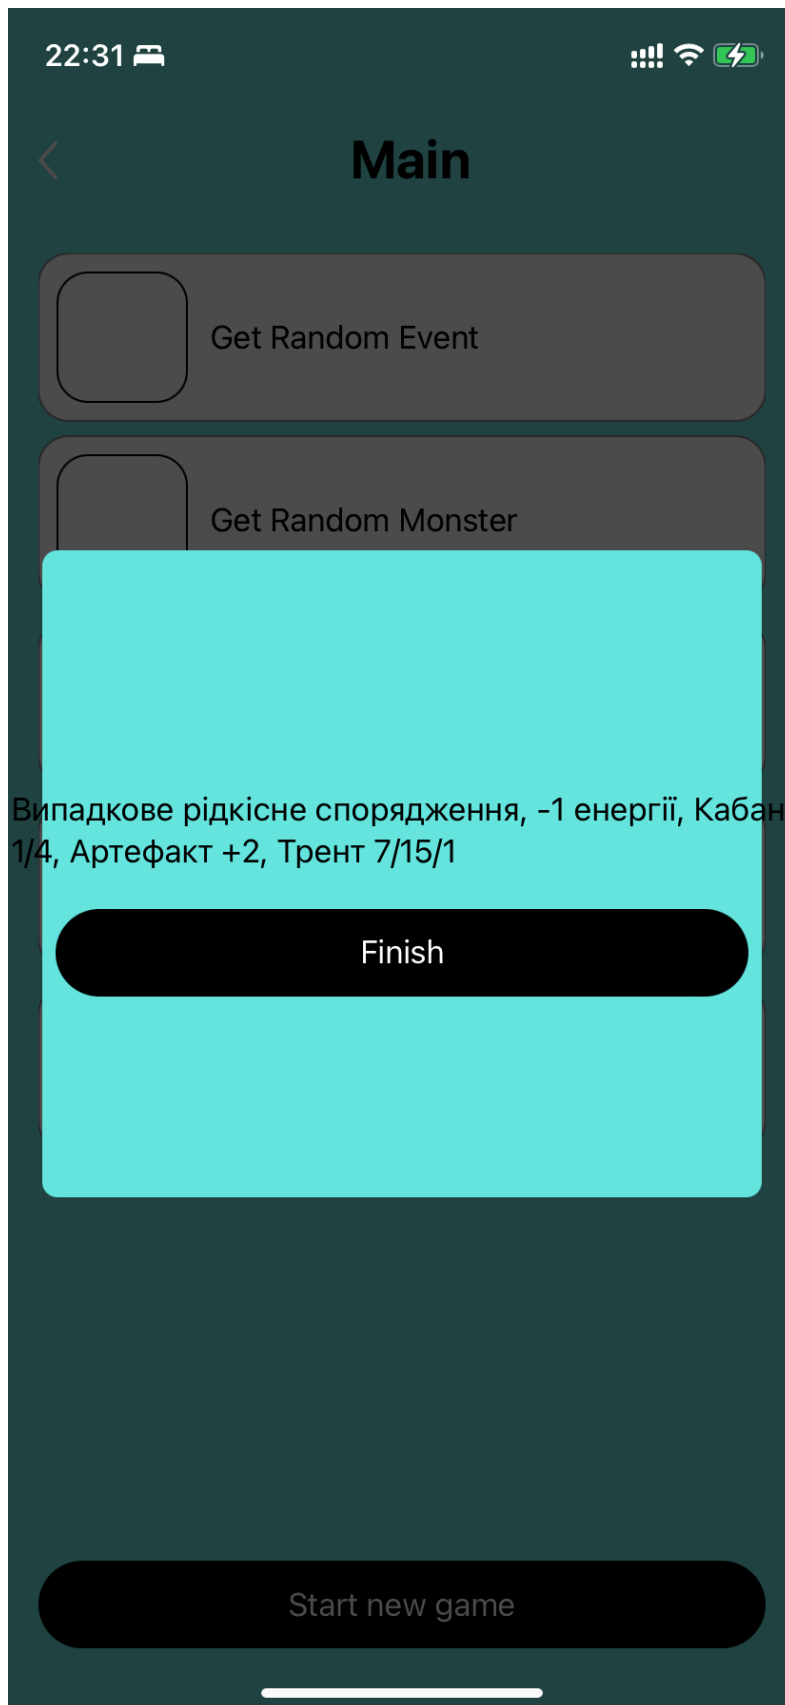 22:31
Main
Get Random Event
Get Random Monster
Випадкове рідкісне спорядження, -1 енергії, Кабан
1/4, Артефакт +2, Трент 7/15/1
Finish
Start new game